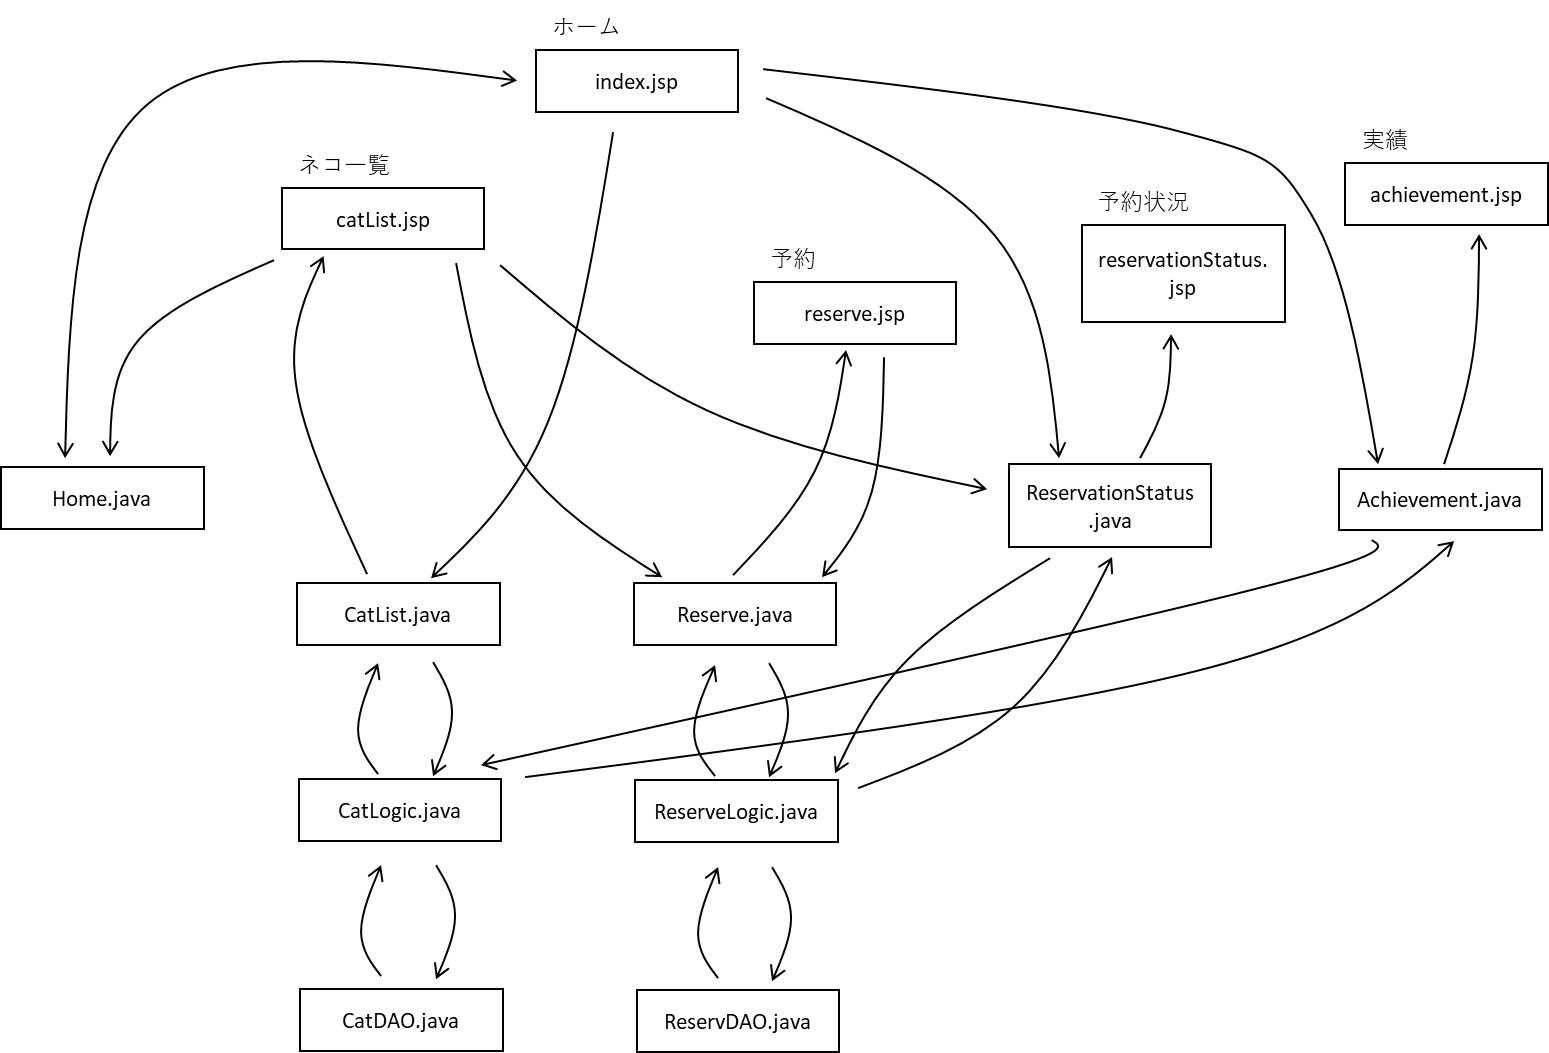 ホーム
index.jsp
実績
achievement.jsp
ネコ一覧
catList.jsp
予約状況
reservationStatus.
jsp
予約
reserve.jsp
Home.java
ReservationStatus
.java
Achievement.java
CatList.java
Reserve.java
CatLogic.java
ReserveLogic.java
CatDAO.java
ReservDAO.java